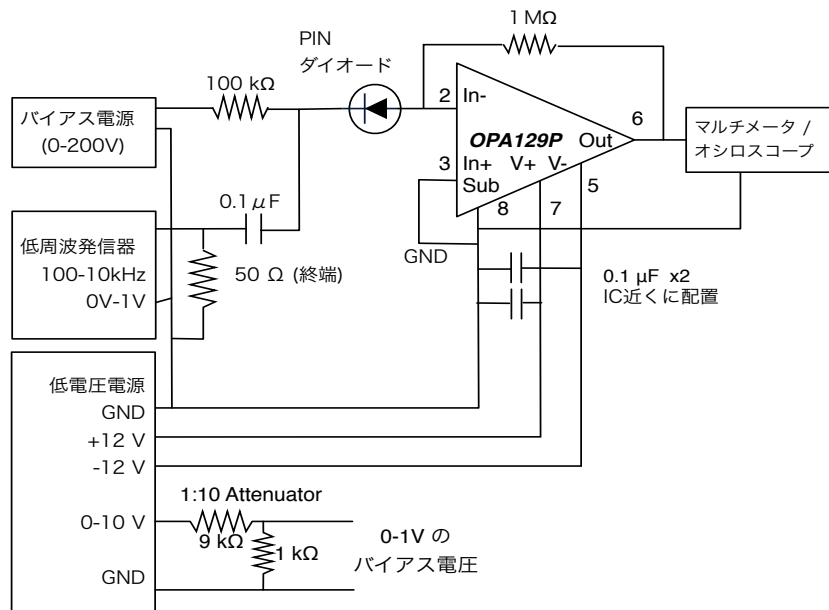 1 MΩ
PIN
ダイオード
100 kΩ
バイアス電源
(0-200V)
2
In-
OPA129P
Out
6
マルチメータ /
オシロスコープ
3
In+
V+
V-
Sub
8
7
5
GND
0.1μF
低周波発信器
100-10kHz
0V-1V
50 Ω (終端)
0.1 μF x2
IC近くに配置
低電圧電源
GND
+12 V
-12 V
1:10 Attenuator
0-10 V
9 kΩ
1 kΩ
0-1V の
バイアス電圧
GND